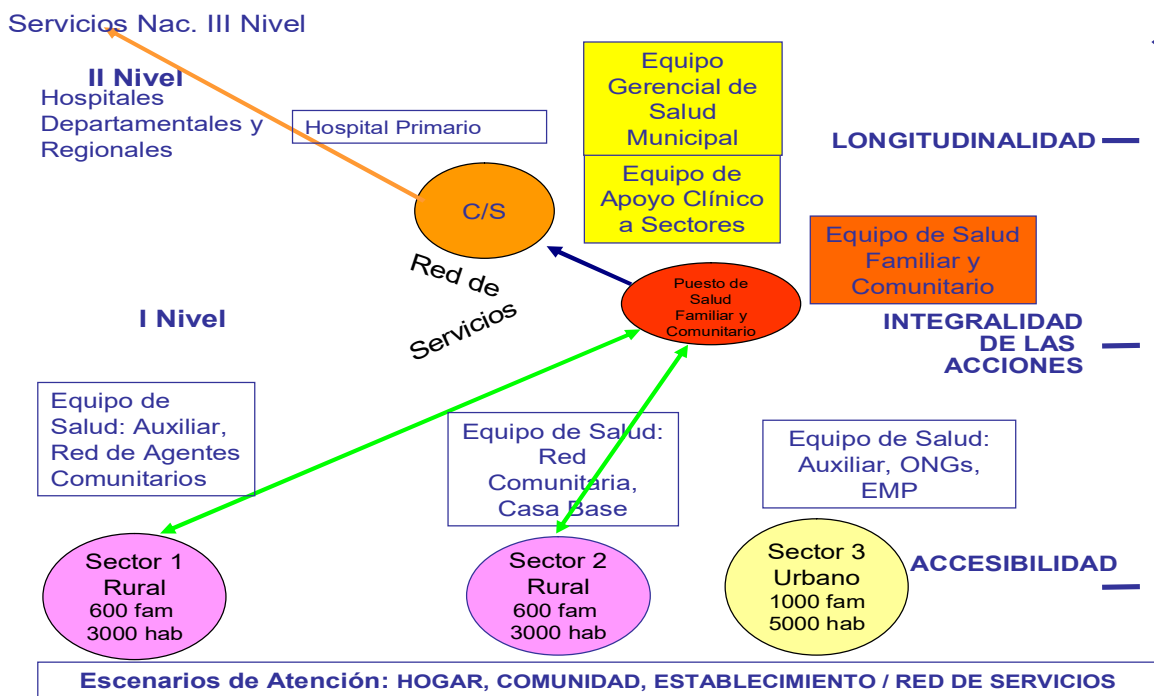 Servicios Nac. III Nivel
II Nivel
Hospitales
Departamentales y
Regionales
Hospital Primario
Equipo
Gerencial de
Salud
Municipal
LONGITUDINALIDAD
C/S
Equipo de
Apoyo Clínico
a Sectores
Equipo de Salud
Familiar y
Comunitario
Red de
Servicios
Puesto de
Salud
Familiar y
Comunitario
I Nivel
INTEGRALIDAD
DE LAS
ACCIONES
Equipo de
Salud: Auxiliar,
Red de Agentes
Comunitarios
Equipo de Salud:
Red
Comunitaria,
Casa Base
Equipo de Salud:
Auxiliar, ONGs,
EMP
Sector 1
Rural
600 fam
3000 hab
Sector 2
Rural
600 fam
3000 hab
Sector 3
Urbano
1000 fam
5000 hab
ACCESIBILIDAD
Escenarios de Atención: HOGAR, COMUNIDAD, ESTABLECIMIENTO / RED DE SERVICIOS